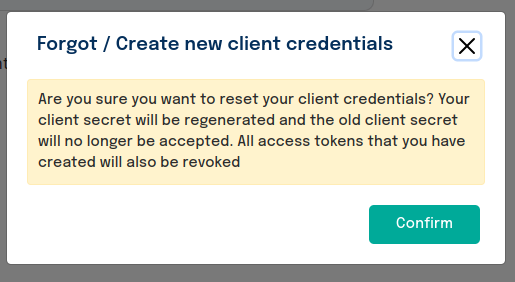 Forgot / Create new client credentials
Are you sure you want to reset your client credentials? Your
client secret will be regenerated and the old client secret
will no longer be accepted. All access tokens that you have
created will also be revoked
Confirm